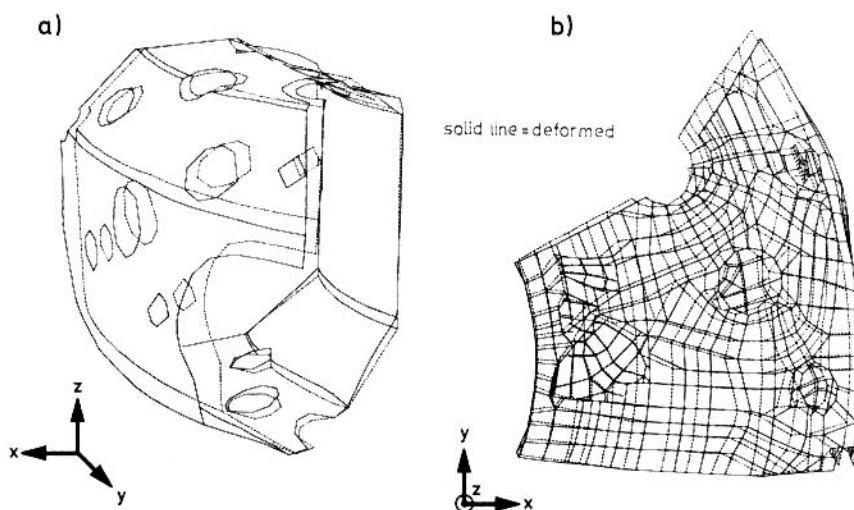 a)
b)
solid line = deformed
z
x
y
y
z
x